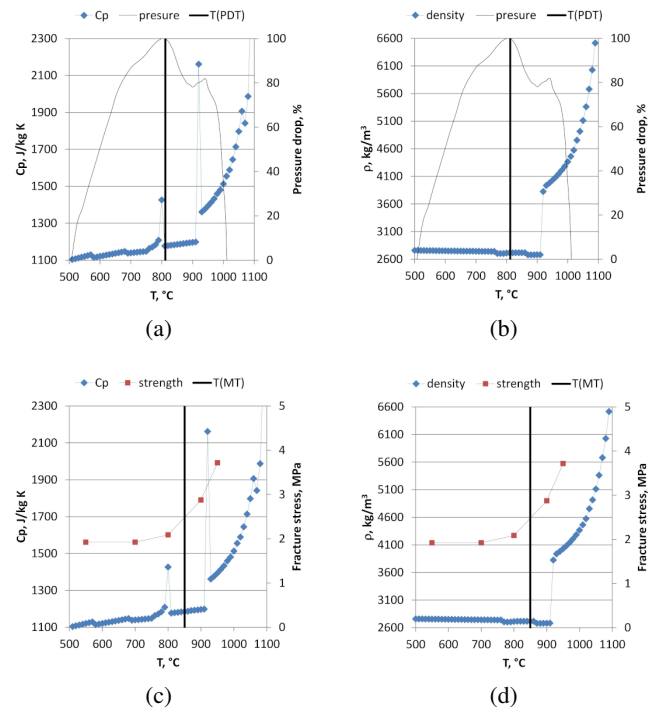 Cp presure T(PDT)
2300 100
2100 80
1900
60
1700
1500 40
1300 20
1100 0
500 600 700 800 900 1000 1100
T, °C
Cp, J/kg K
Pressure drop, %
(a)
density presure T(PDT)
6600 100
6100
5600 80
5100 60
4600
4100 40
3600
3100 20
2600 0
500 600 700 800 900 1000 1100
T, °C
ρ, kg/m³
Pressure drop, %
(b)
Cp strength T(MT)
2300 5
2100 4
1900
3
1700
1500 2
1300 1
1100 0
500 600 700 800 900 1000 1100
T, °C
Cp, J/kg K
Fracture stress, MPa
(c)
density strength T(MT)
6600 5
6100
5600 4
5100 3
4600
4100 2
3600
3100 1
2600 0
500 600 700 800 900 1000 1100
T, °C
ρ, kg/m³
Fracture stress, MPa
(d)